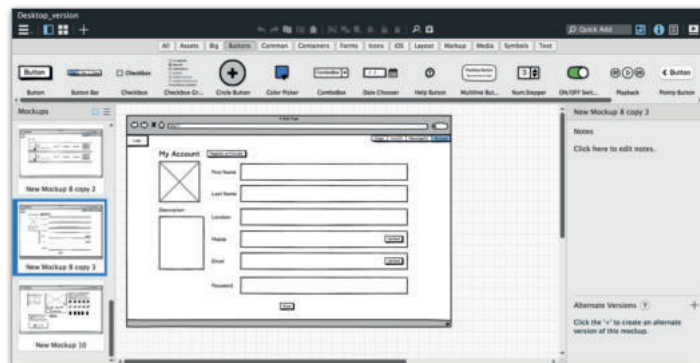 Desktop_version
Quick Add
All Assets Big Buttons Common Containers Forms Icons iOS Layout Markup Media Symbols Text
Button
Checkbox
ComboBox
3
Button
Button Button Bar Checkbox Checkbox Gr... Circle Button Color Picker ComboBox Date Chooser Help Button Multiline But... Num.Stepper ON/OFF Swit... Playback Pointy Button
Mockups
New Mockup 8 copy 2
New Mockup 8 copy 3
New Mockup 10
My Account
First Name
Last Name
Description
Location
Mobile
Email
Password
Save
New Mockup 8 copy 3
Notes
Click here to edit notes.
Alternate Versions ?
Click the '+' to create an alternate
version of this mockup.